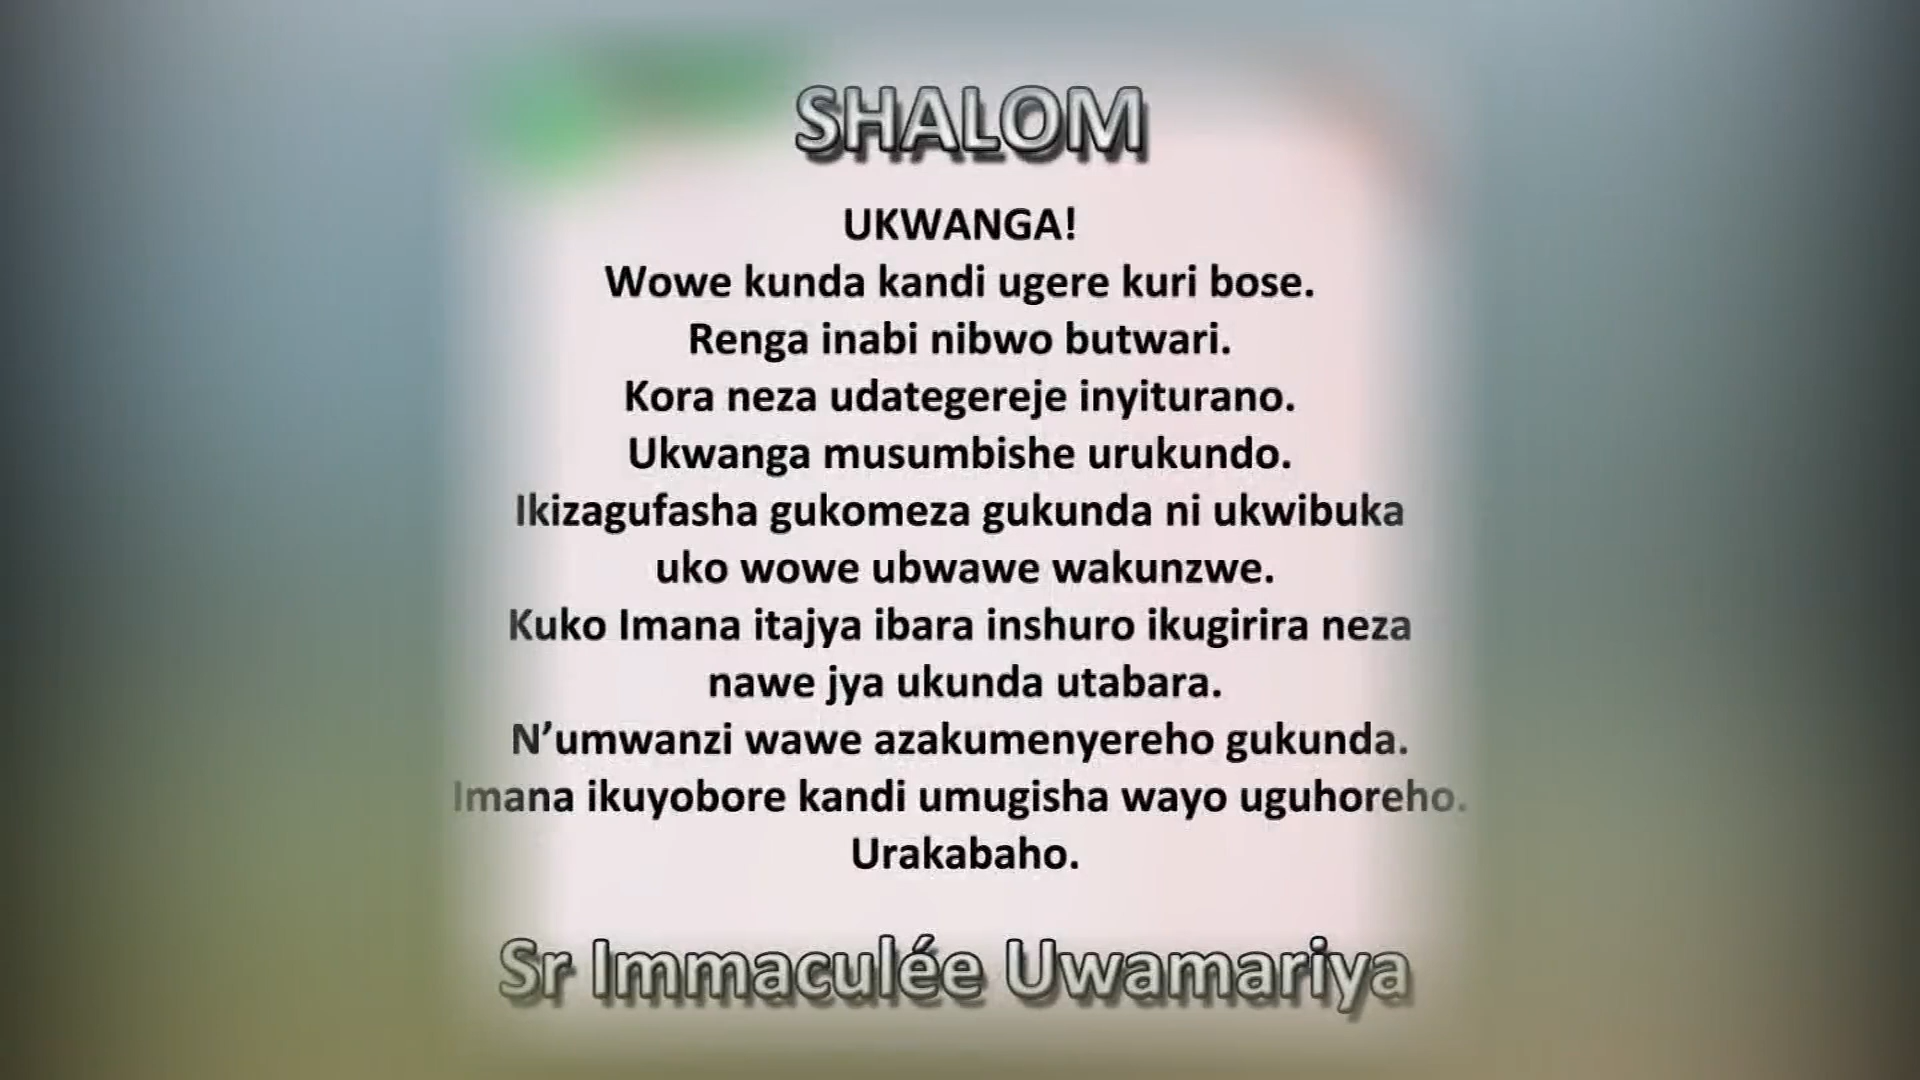 SHALOM
UKWANGA!
Wowe kunda kandi ugere kuri bose.
Renga inabi nibwo butwari.
Kora neza udategereje inyiturano.
Ukwanga musumbishe urukundo.
Ikizagufasha gukomeza gukunda ni ukwibuka
uko wowe ubwawe wakunzwe.
Kuko Imana itajya ibara inshuro ikugirira neza
nawe jya ukunda utabara.
N’umwanzi wawe azakumenyereho gukunda.
Imana ikuyobore kandi umugisha wayo uguhoreho.
Urakabaho.
Sr Immaculée Uwamariya